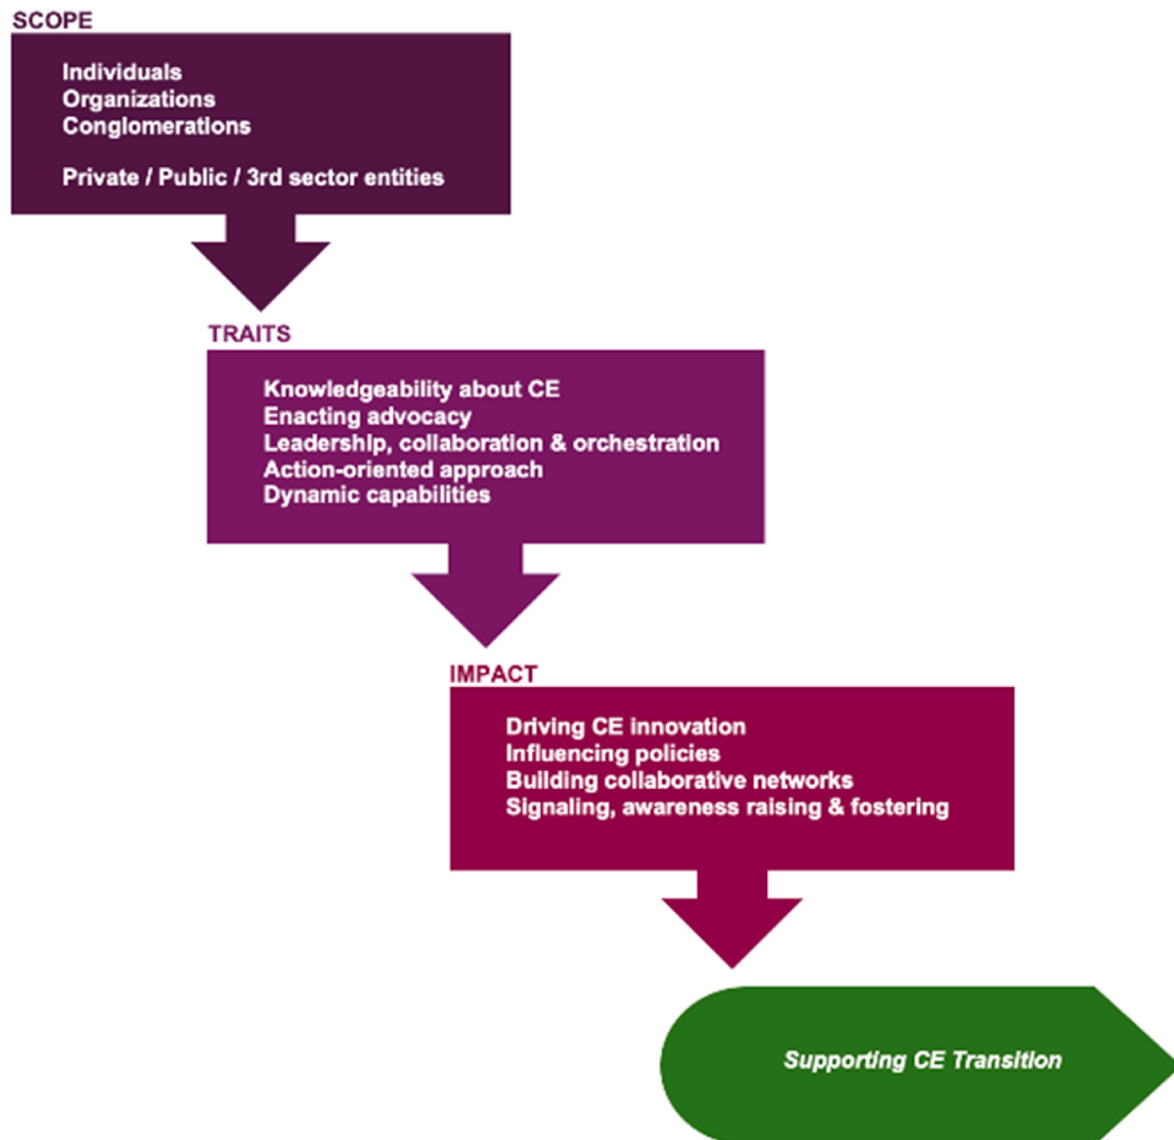 SCOPE
Individuals
Organizations
Conglomerations
Private / Public / 3rd sector entities
TRAITS
Knowledgeability about CE
Enacting advocacy
Leadership, collaboration & orchestration
Action-oriented approach
Dynamic capabilities
IMPACT
Driving CE innovation
Influencing policies
Building collaborative networks
Signaling, awareness raising & fostering
Supporting CE Transition